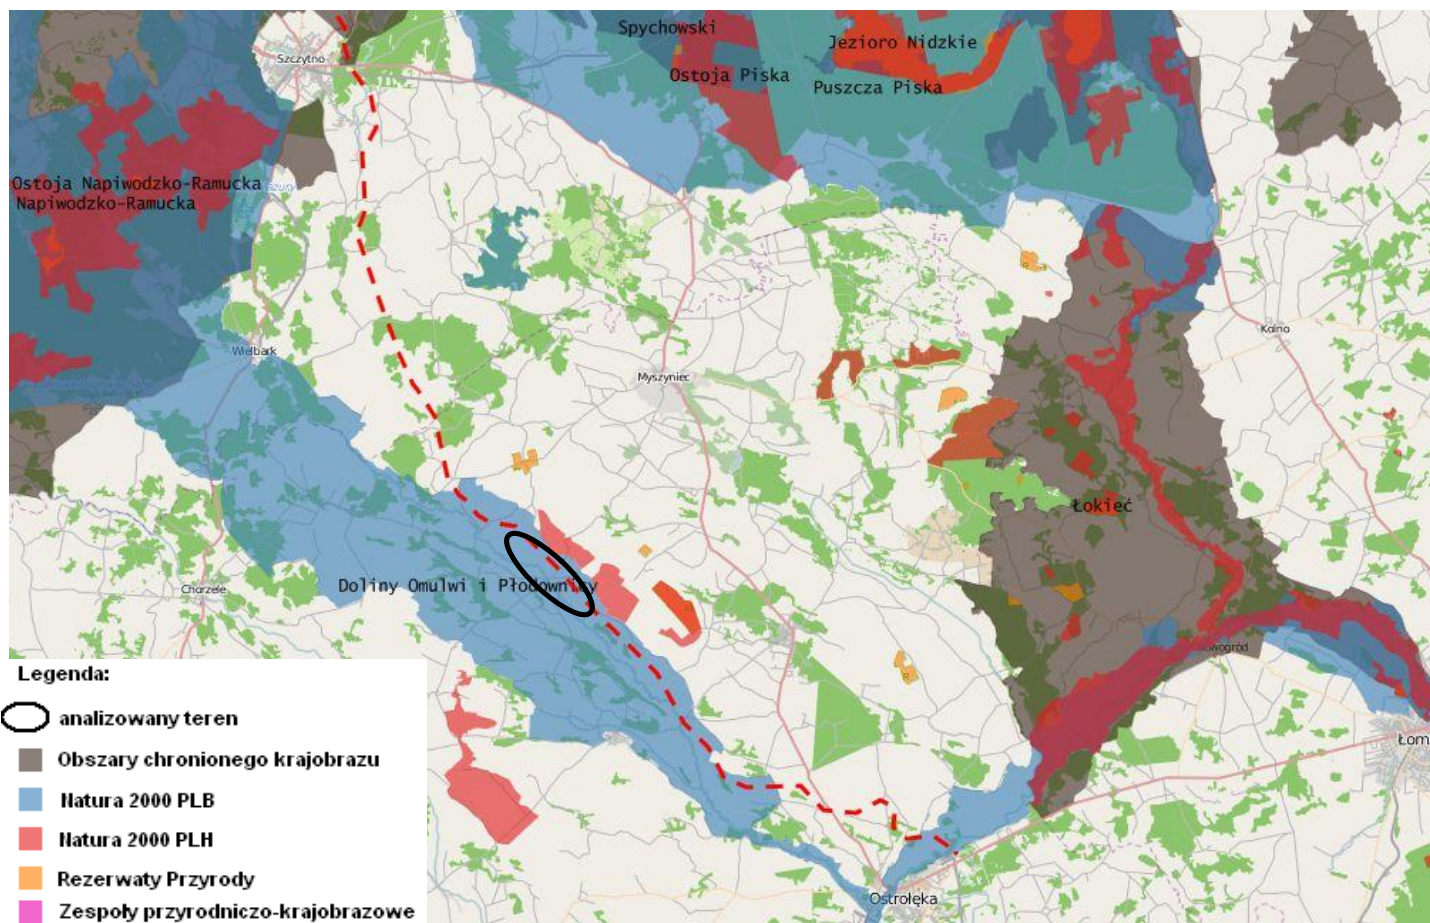 Spychowski
Jezioro Nidzkie
Szczytno
Ostoja Piska
Puszcza Piska
Ostoja Napiwodzko-Ramucka
Napiwodzko-Ramucka
Kolno
Wielbark
Myszyniec
Łokieć
Doliny Omulwi i Płodownicy
Chorzele
wogród
Łom
Ostrołęka
Legenda:
analizowany teren
Obszary chronionego krajobrazu
Natura 2000 PLB
Natura 2000 PLH
Rezerwaty Przyrody
Zespoły przyrodniczo-krajobrazowe